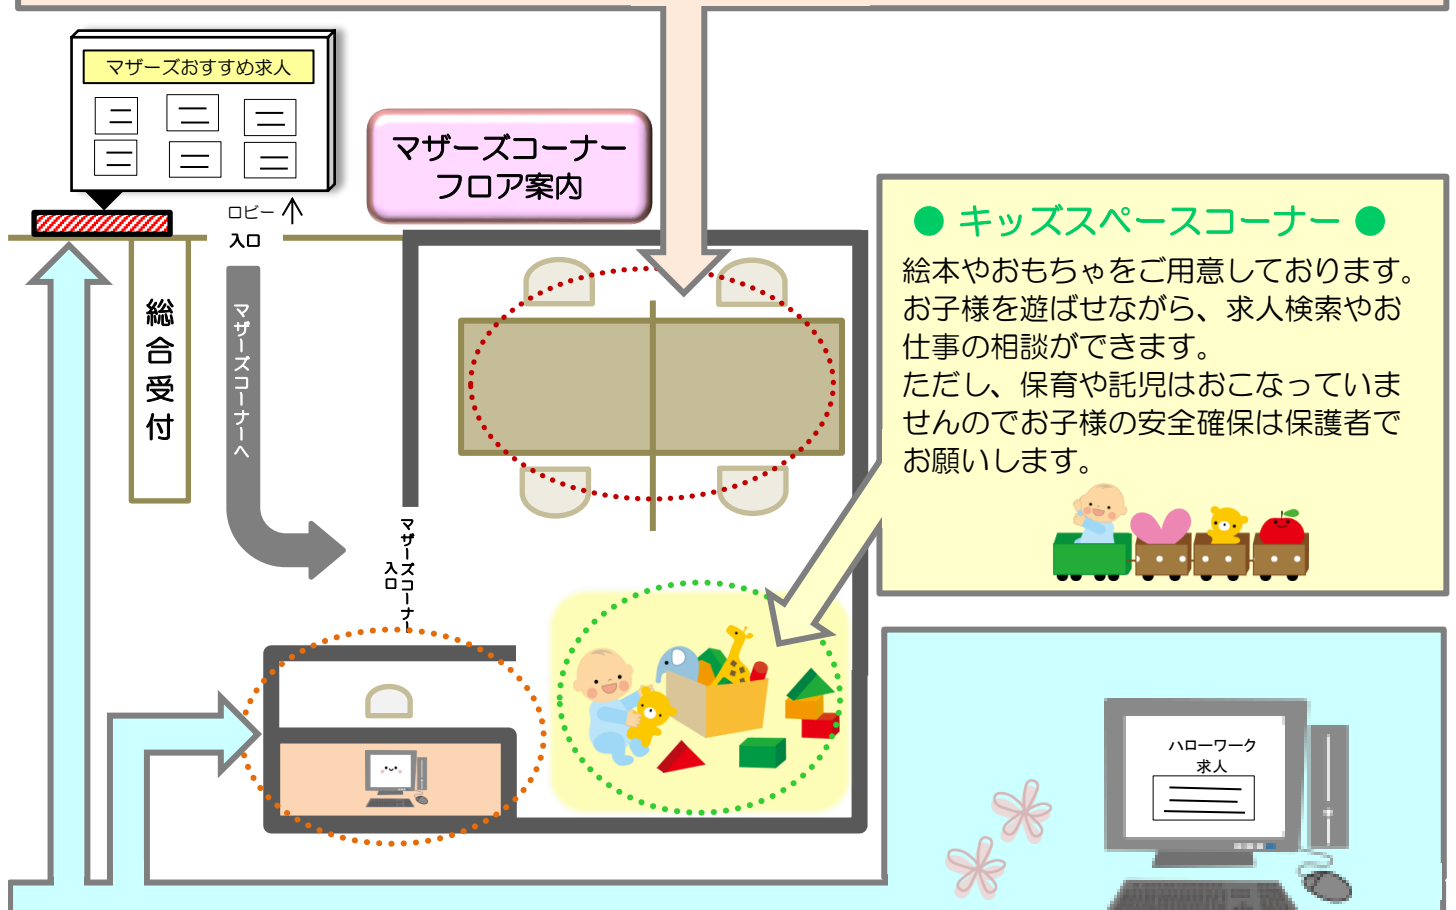 マザーズおすすめ求人
マザーズコーナー
フロア案内
ロビー
入口
総合受付
マザーズコーナーへ
マザーズコーナー
入口
● キッズスペースコーナー ●
絵本やおもちゃをご用意しております。
お子様を遊ばせながら、求人検索やお
仕事の相談ができます。
ただし、保育や託児はおこなっていま
せんのでお子様の安全確保は保護者で
お願いします。
ハローワーク
求人